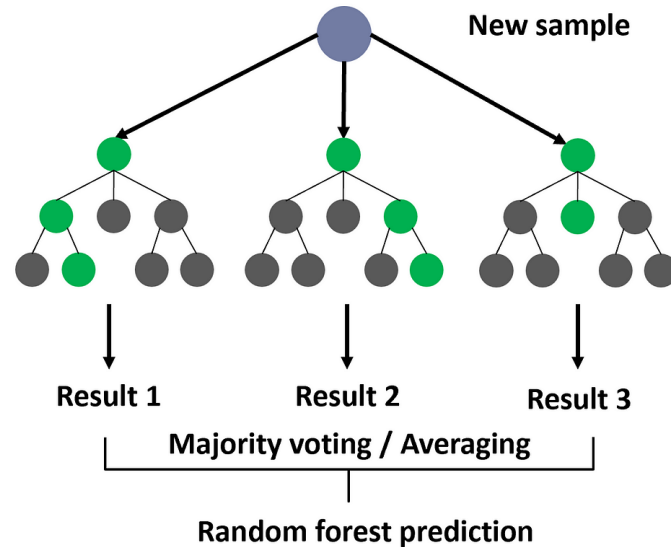 New sample
Result 1
Result 2
Result 3
Majority voting / Averaging
Random forest prediction